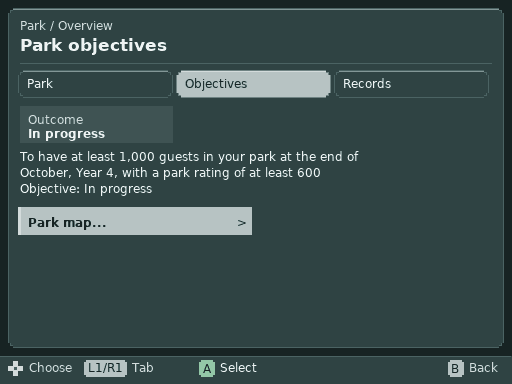 Park / Overview
Park objectives
Park
Objectives
Records
Outcome
In progress
To have at least 1,000 guests in your park at the end of
October, Year 4, with a park rating of at least 600
Objective: In progress
Park map... >
Choose L1/R1 Tab A Select B Back